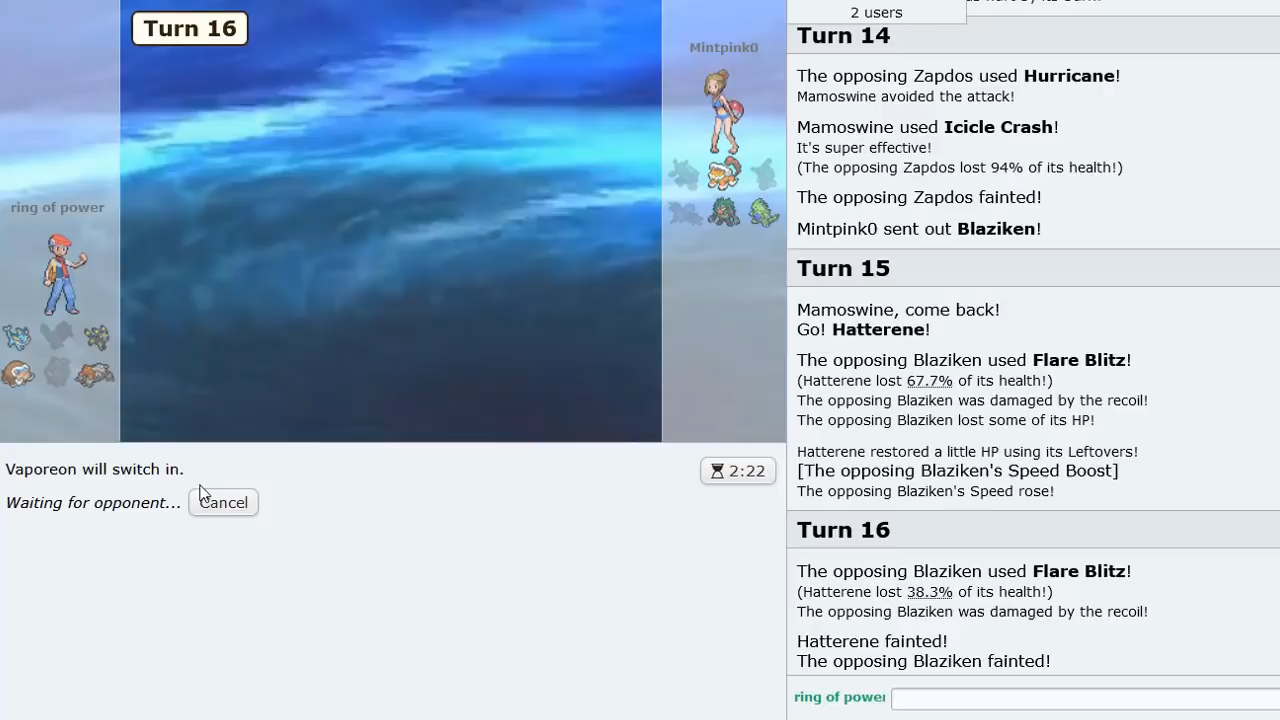 Turn 16
Mintpink0
ring of power
Vaporeon will switch in.
2:22
Waiting for opponent...
Cancel
2 users
Turn 14
The opposing Zapdos used Hurricane!
Mamoswine avoided the attack!
Mamoswine used Icicle Crash!
It's super effective!
(The opposing Zapdos lost 94% of its health!)
The opposing Zapdos fainted!
Mintpink0 sent out Blaziken!
Turn 15
Mamoswine, come back!
Go! Hatterene!
The opposing Blaziken used Flare Blitz!
(Hatterene lost 67.7% of its health!)
The opposing Blaziken was damaged by the recoil!
The opposing Blaziken lost some of its HP!
Hatterene restored a little HP using its Leftovers!
[The opposing Blaziken's Speed Boost]
The opposing Blaziken's Speed rose!
Turn 16
The opposing Blaziken used Flare Blitz!
(Hatterene lost 38.3% of its health!)
The opposing Blaziken was damaged by the recoil!
Hatterene fainted!
The opposing Blaziken fainted!
ring of power